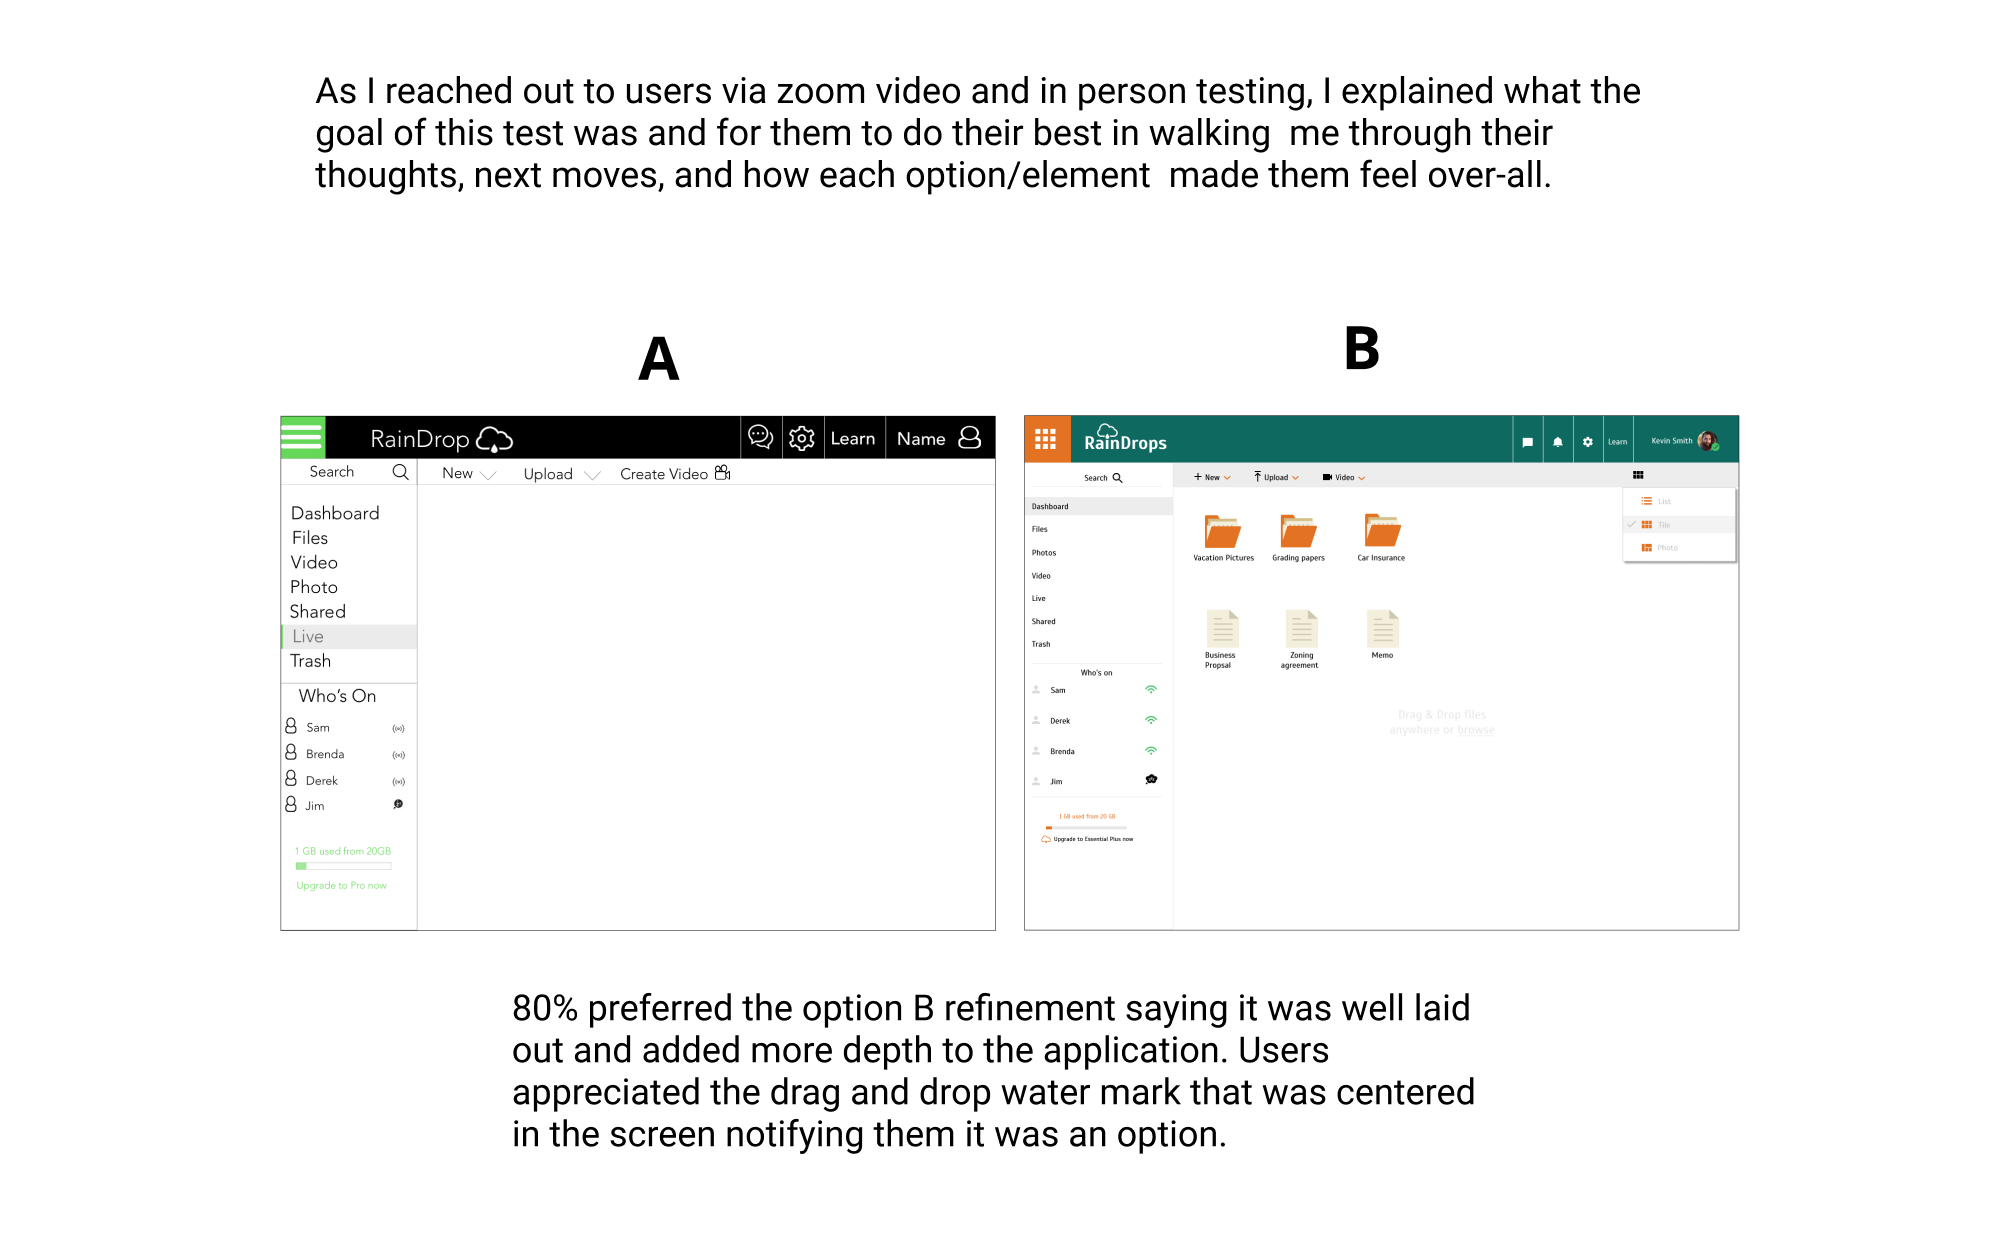 As I reached out to users via zoom video and in person testing, I explained what the
goal of this test was and for them to do their best in walking  me through their
thoughts, next moves, and how each option/element  made them feel over-all.
A
B
RainDrop
Learn
Name
Search
New
Upload
Create Video
Dashboard
Files
Video
Photo
Shared
Live
Trash
Who's On
Sam
Brenda
Derek
Jim
1 GB used from 20GB
Upgrade to Pro now
RainDrops
Learn
Kevin Smith
Search
+ New
Upload
Video
Dashboard
Files
Photos
Video
Live
Shared
Trash
Who's on
Sam
Derek
Brenda
Jim
1 GB used from 20 GB
Upgrade to Essential Plus now
List
Tile
Photo
Vacation Pictures
Grading papers
Car Insurance
Business
Propsal
Zoning
agreement
Memo
Drag & Drop files
anywhere or browse
80% preferred the option B refinement saying it was well laid
out and added more depth to the application. Users
appreciated the drag and drop water mark that was centered
in the screen notifying them it was an option.